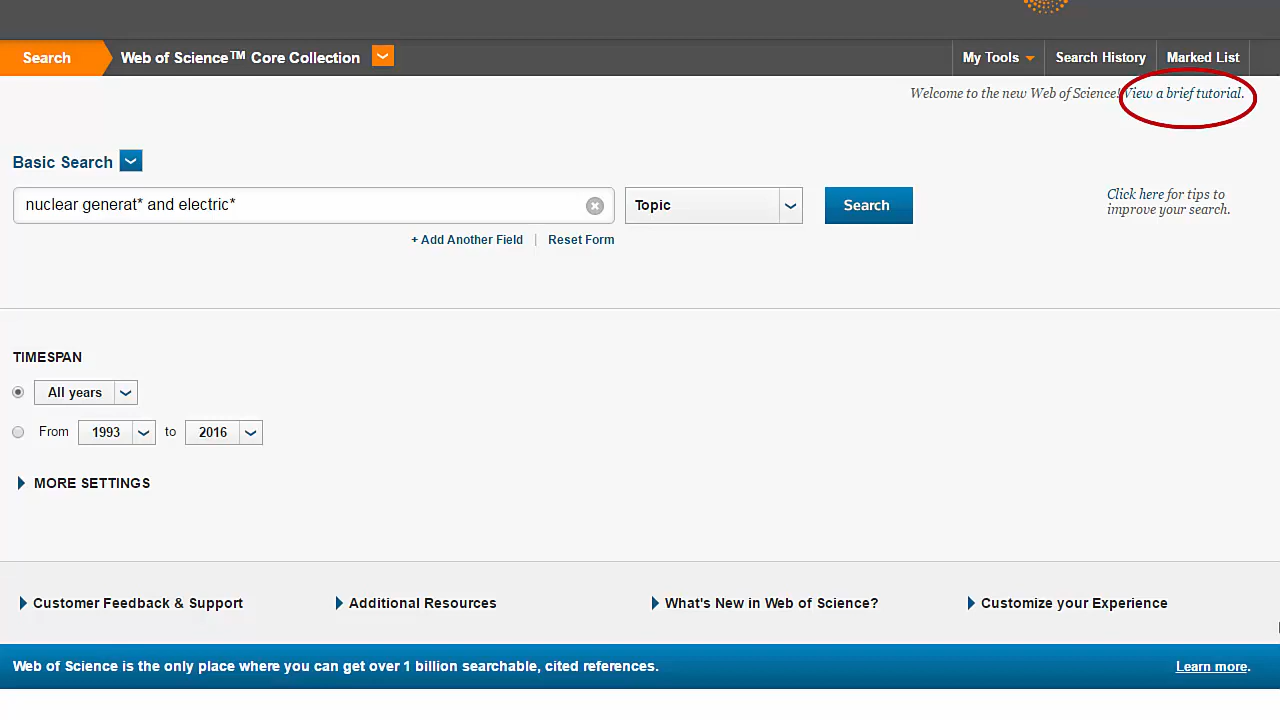 Search
Web of Science™ Core Collection
My Tools
Search History
Marked List
Welcome to the new Web of Science! View a brief tutorial.
Basic Search
nuclear generat* and electric*
Topic
Search
Click here for tips to
improve your search.
+ Add Another Field | Reset Form
TIMESPAN
All years
From 1993 to 2016
MORE SETTINGS
Customer Feedback & Support
Additional Resources
What's New in Web of Science?
Customize your Experience
Web of Science is the only place where you can get over 1 billion searchable, cited references.
Learn more.